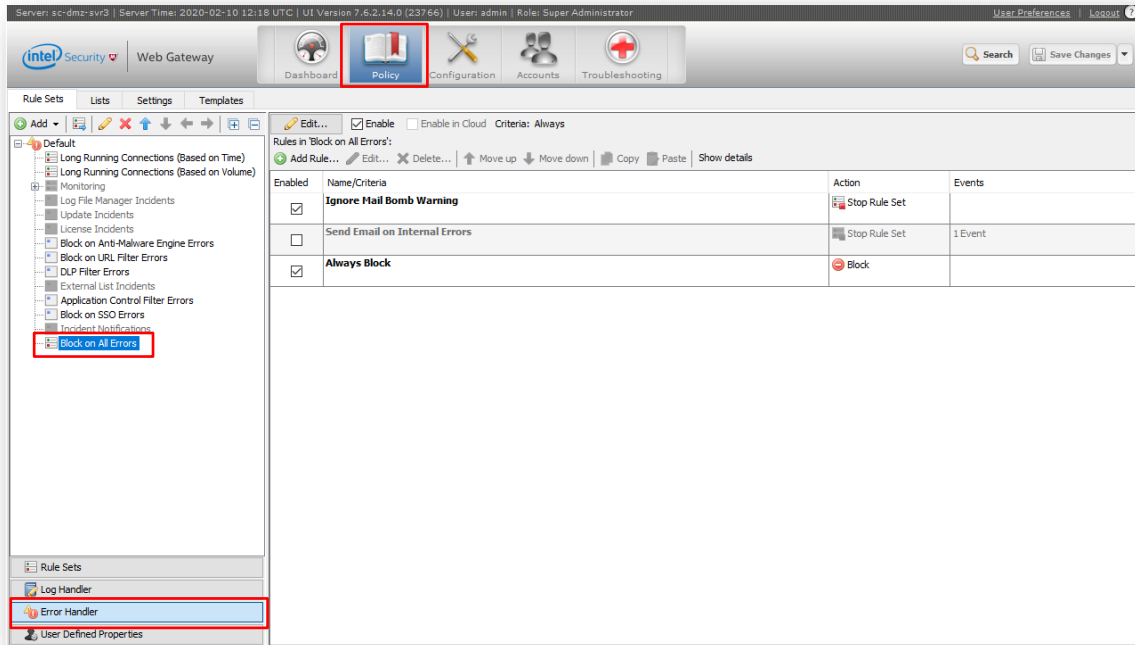 Server: sc-dmz-svr3 | Server Time: 2020-02-10 12:18 UTC | UI Version 7.6.2.14.0 (23766) | User: admin | Role: Super Administrator
User Preferences | Logout ?
intel Security Web Gateway
Dashboard Policy Configuration Accounts Troubleshooting
Search Save Changes
Rule Sets Lists Settings Templates
Add
Default
Long Running Connections (Based on Time)
Long Running Connections (Based on Volume)
Monitoring
Log File Manager Incidents
Update Incidents
License Incidents
Block on Anti-Malware Engine Errors
Block on URL Filter Errors
DLP Filter Errors
External List Incidents
Application Control Filter Errors
Block on SSO Errors
Incident Notifications
Block on All Errors
Rule Sets
Log Handler
Error Handler
User Defined Properties
Edit... Enable Enable in Cloud Criteria: Always
Rules in 'Block on All Errors':
Add Rule... Edit... Delete... Move up Move down Copy Paste Show details
Enabled Name/Criteria Action Events
Ignore Mail Bomb Warning Stop Rule Set
Send Email on Internal Errors Stop Rule Set 1 Event
Always Block Block